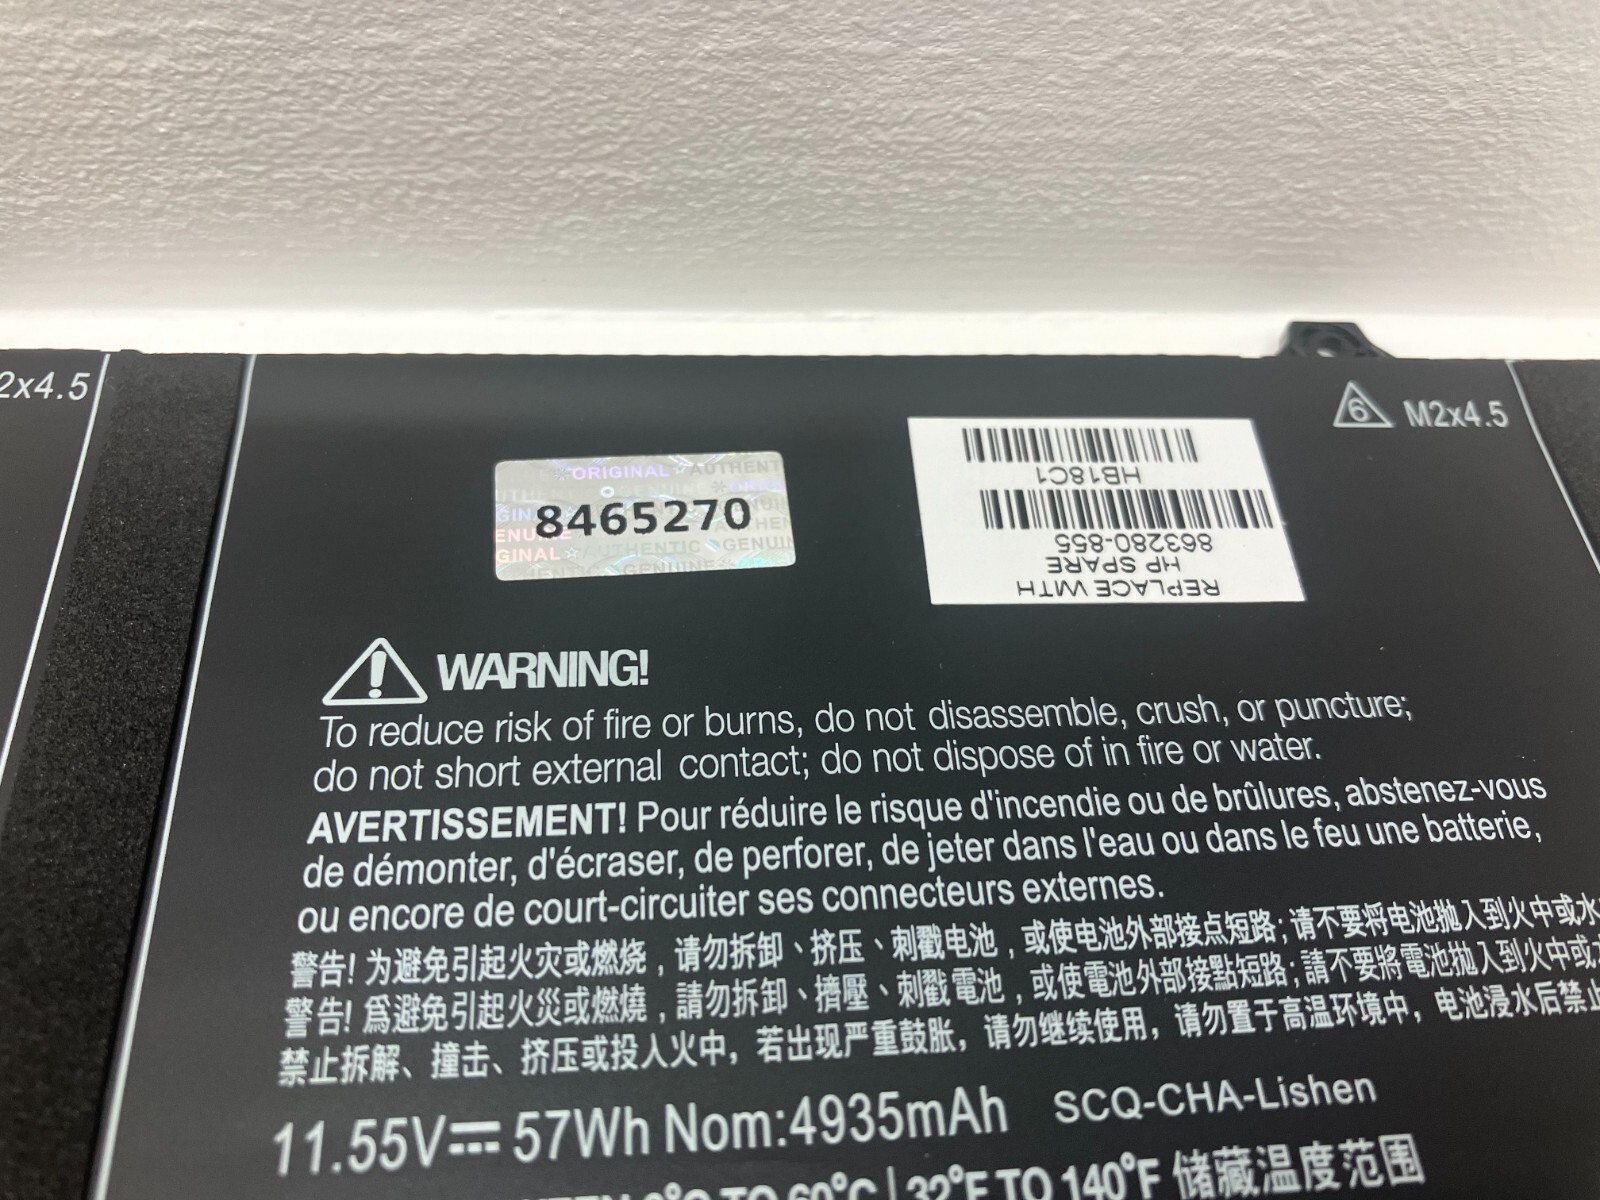 2x4.5
6 M2x4.5
ORIGINAL AUTHENT
8465270
GINAL AUTHENTIC GENUIN
HB18C1
863280-855
HP SPARE
REPLACE WITH
WARNING!
To reduce risk of fire or burns, do not disassemble, crush, or puncture;
do not short external contact; do not dispose of in fire or water.
AVERTISSEMENT! Pour réduire le risque d'incendie ou de brûlures, abstenez-vous
de démonter, d'écraser, de perforer, de jeter dans l'eau ou dans le feu une batterie,
ou encore de court-circuiter ses connecteurs externes.
警告! 为避免引起火灾或燃烧，请勿拆卸、挤压、刺戳电池，或使电池外部接点短路；请不要将电池抛入到火中或水
警告! 爲避免引起火災或燃燒，請勿拆卸、擠壓、刺戳電池，或使電池外部接點短路；請不要將電池抛入到火中或
禁止拆解、撞击、挤压或投入火中，若出现严重鼓胀，请勿继续使用，请勿置于高温环境中，电池浸水后禁止
11.55V⎓57Wh Nom:4935mAh SCQ-CHA-Lishen
0°C TO 60°C | 32°F TO 140°F 储藏温度范围